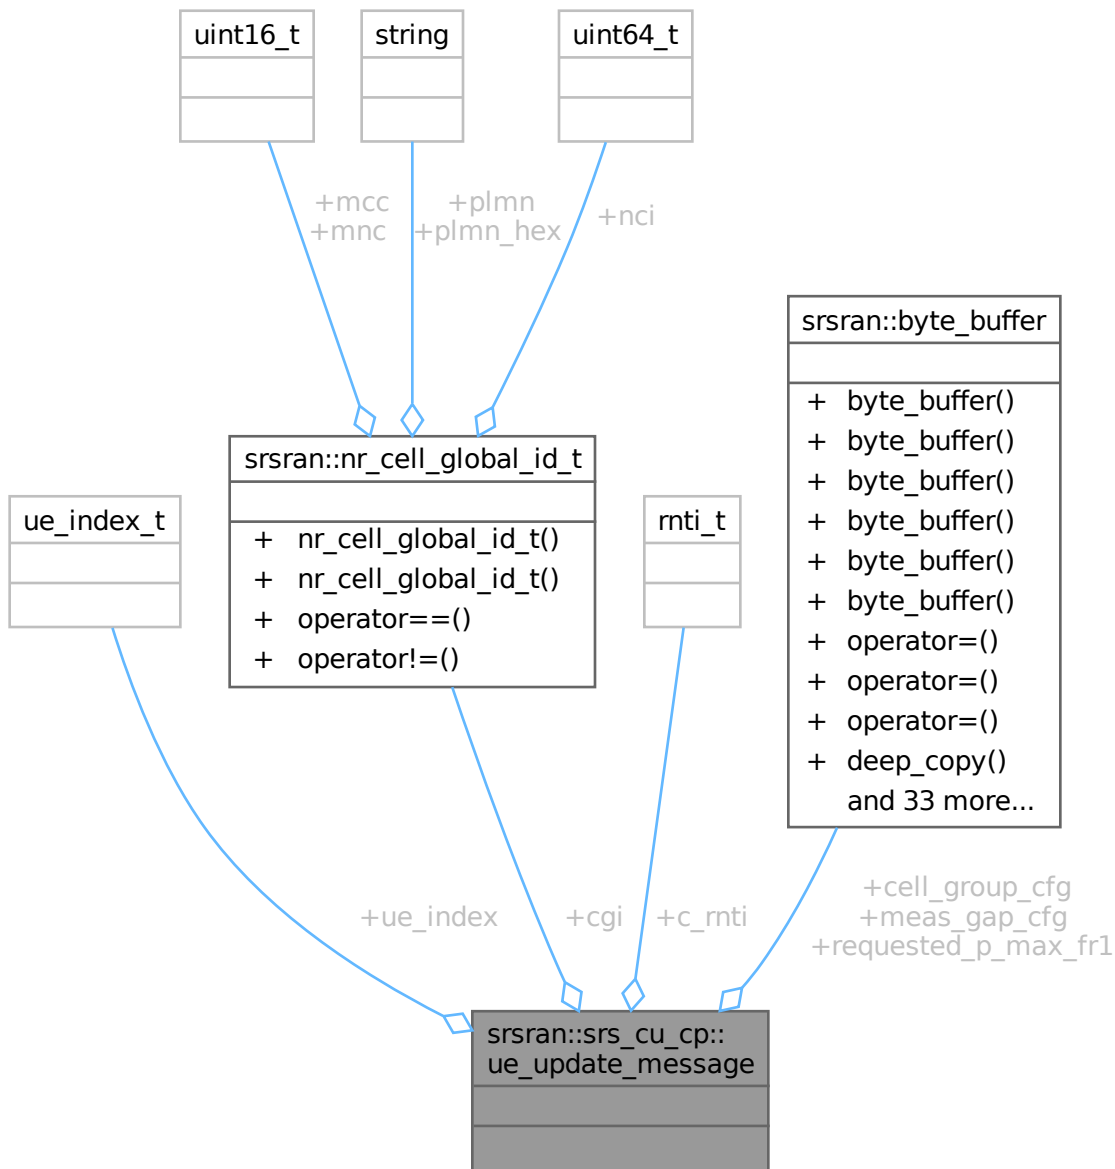 uint16_t
string
uint64_t
+mcc
+mnc
+plmn
+plmn_hex
+nci
srsran::byte_buffer
+ byte_buffer()
+ byte_buffer()
+ byte_buffer()
+ byte_buffer()
+ byte_buffer()
+ byte_buffer()
+ operator=()
+ operator=()
+ operator=()
+ deep_copy()
and 33 more...
srsran::nr_cell_global_id_t
+ nr_cell_global_id_t()
+ nr_cell_global_id_t()
+ operator==()
+ operator!=()
ue_index_t
rnti_t
+ue_index
+cgi
+c_rnti
+cell_group_cfg
+meas_gap_cfg
+requested_p_max_fr1
srsran::srs_cu_cp::
ue_update_message